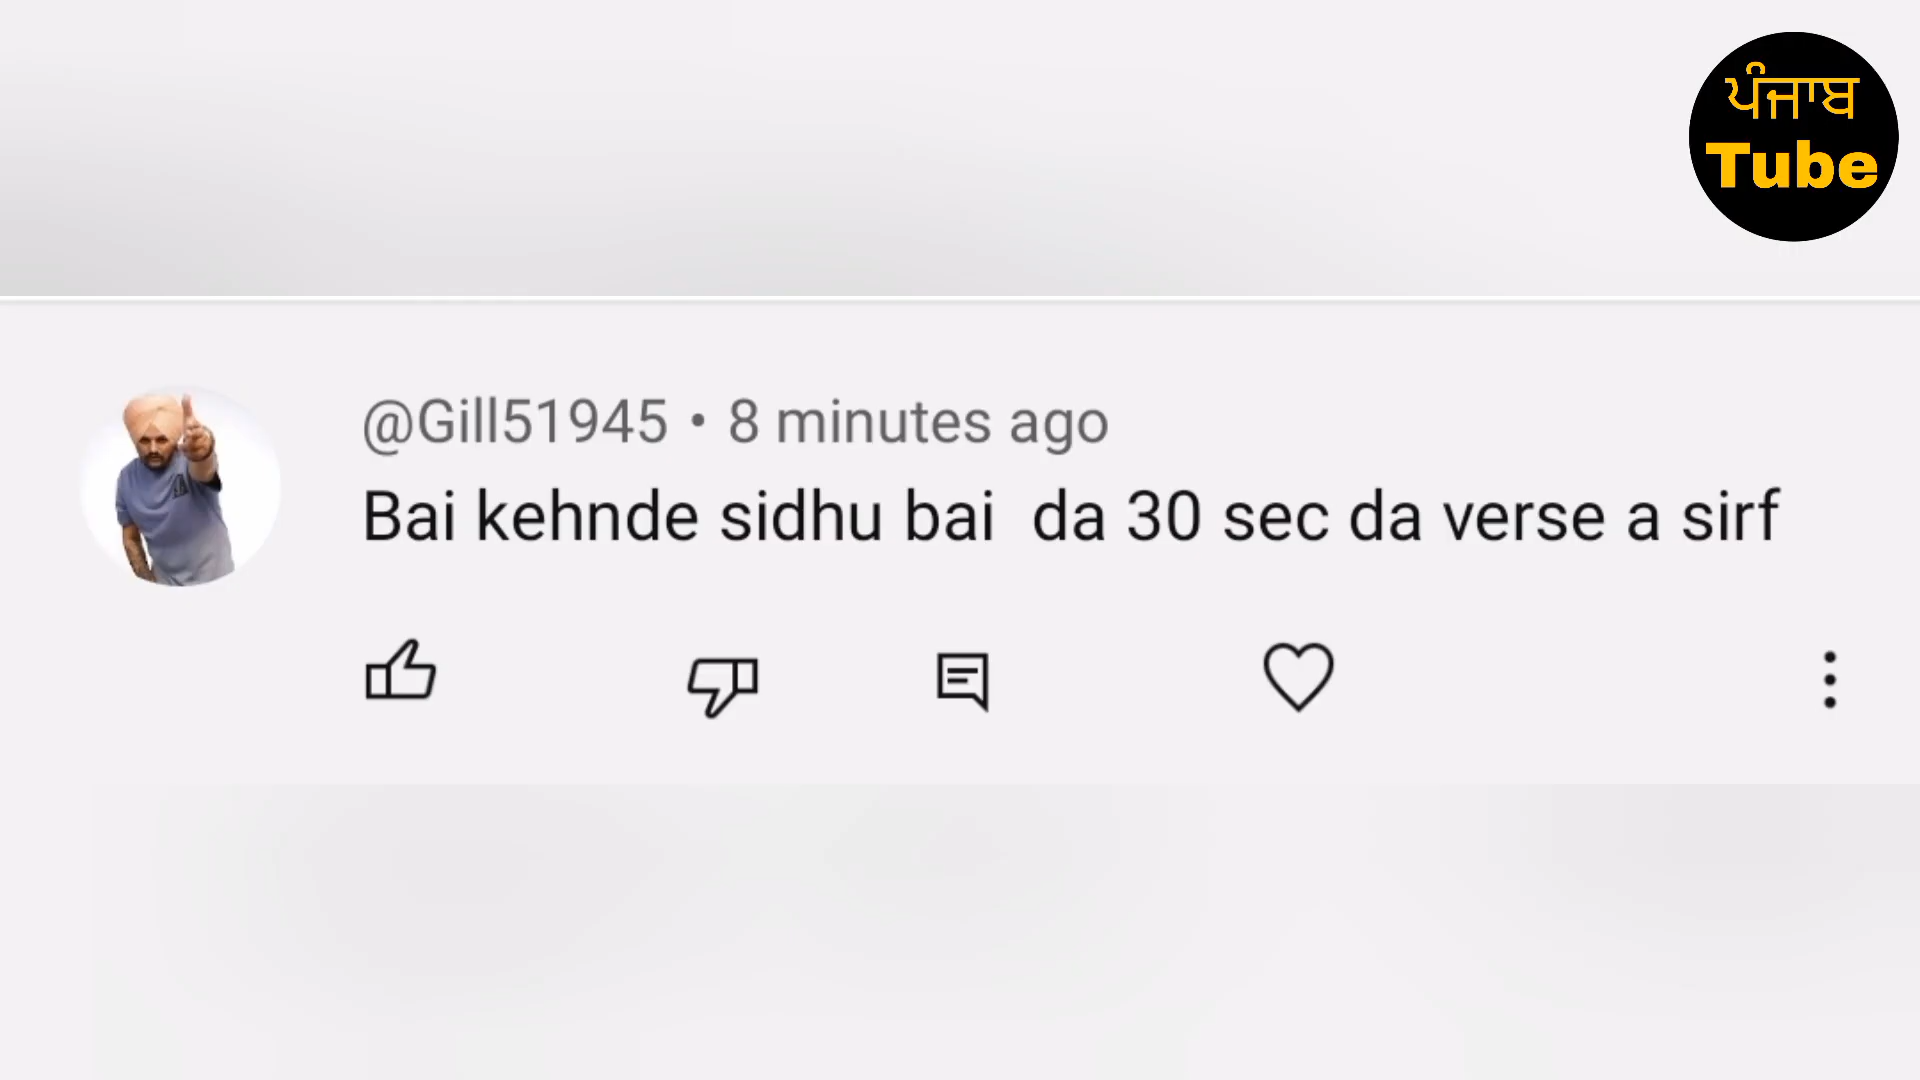 ਪੰਜਾਬ
Tube
@Gill51945 • 8 minutes ago
Bai kehnde sidhu bai  da 30 sec da verse a sirf